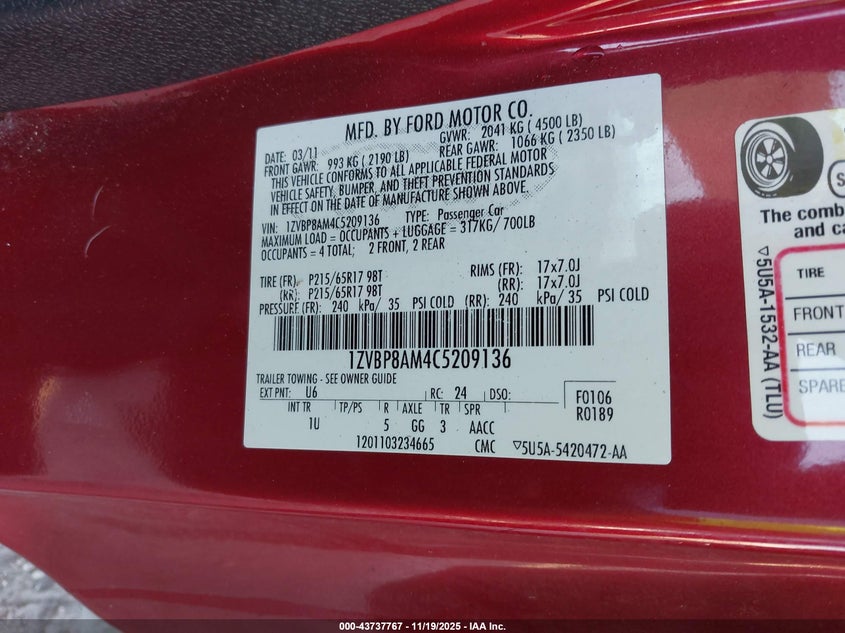 MFD. BY FORD MOTOR CO.
DATE: 03/11 GVWR: 2041 KG ( 4500 LB)
FRONT GAWR: 993 KG ( 2190 LB) REAR GAWR: 1066 KG ( 2350 LB)
THIS VEHICLE CONFORMS TO ALL APPLICABLE FEDERAL MOTOR
VEHICLE SAFETY, BUMPER, AND THEFT PREVENTION STANDARDS
IN EFFECT ON THE DATE OF MANUFACTURE SHOWN ABOVE.
VIN: 1ZVBP8AM4C5209136 TYPE: Passenger Car
MAXIMUM LOAD = OCCUPANTS + LUGGAGE = 317KG/ 700LB
OCCUPANTS = 4 TOTAL; 2 FRONT, 2 REAR
TIRE (FR): P215/65R17 98T RIMS (FR): 17x7.0J
(RR): P215/65R17 98T (RR): 17x7.0J
PRESSURE (FR): 240 kPa/ 35 PSI COLD (RR): 240 kPa/ 35 PSI COLD
1ZVBP8AM4C5209136
TRAILER TOWING - SEE OWNER GUIDE
EXT PNT: U6 RC: 24 DSO: F0106
R0189
INT TR TP/PS R AXLE TR SPR
1U 5 GG 3 AACC
1201103234665 CMC ▽5U5A-5420472-AA
The comb
and ca
TIRE
FRONT
REAR
SPARE
▽5U5A-1532-AA (TLU)
000-43737767 - 11/19/2025 - IAA Inc.